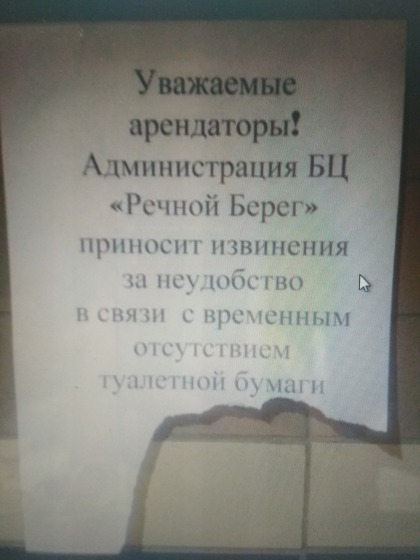 Уважаемые
арендаторы!
Администрация БЦ
«Речной Берег»
приносит извинения
за неудобство
в связи с временным
отсутствием
туалетной бумаги